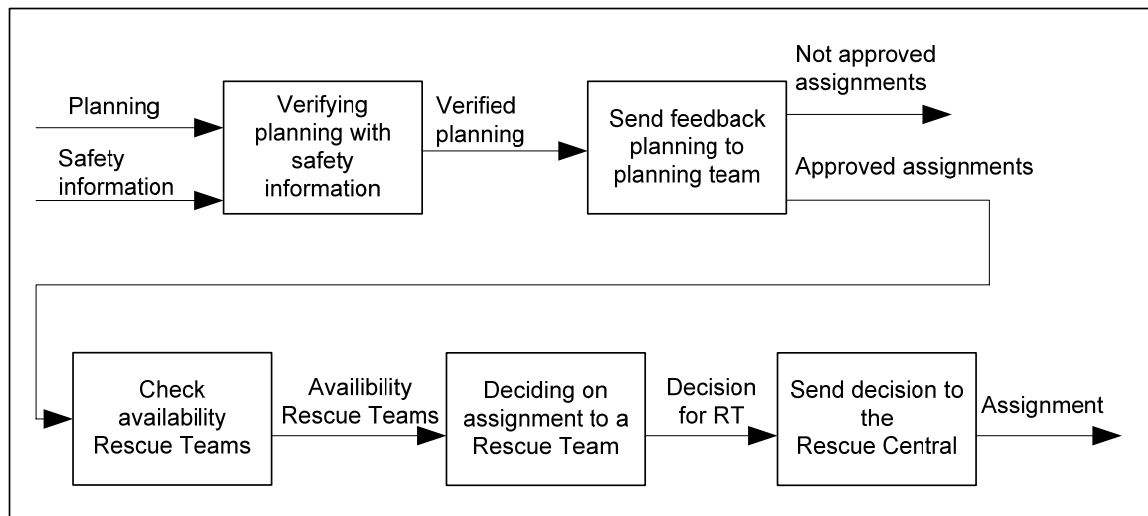 Planning
Safety
information
Verifying
planning with
safety
information
Verified
planning
Send feedback
planning to
planning team
Not approved
assignments
Approved assignments
Check
availability
Rescue Teams
Availibility
Rescue Teams
Deciding on
assignment to a
Rescue Team
Decision
for RT
Send decision to
the
Rescue Central
Assignment